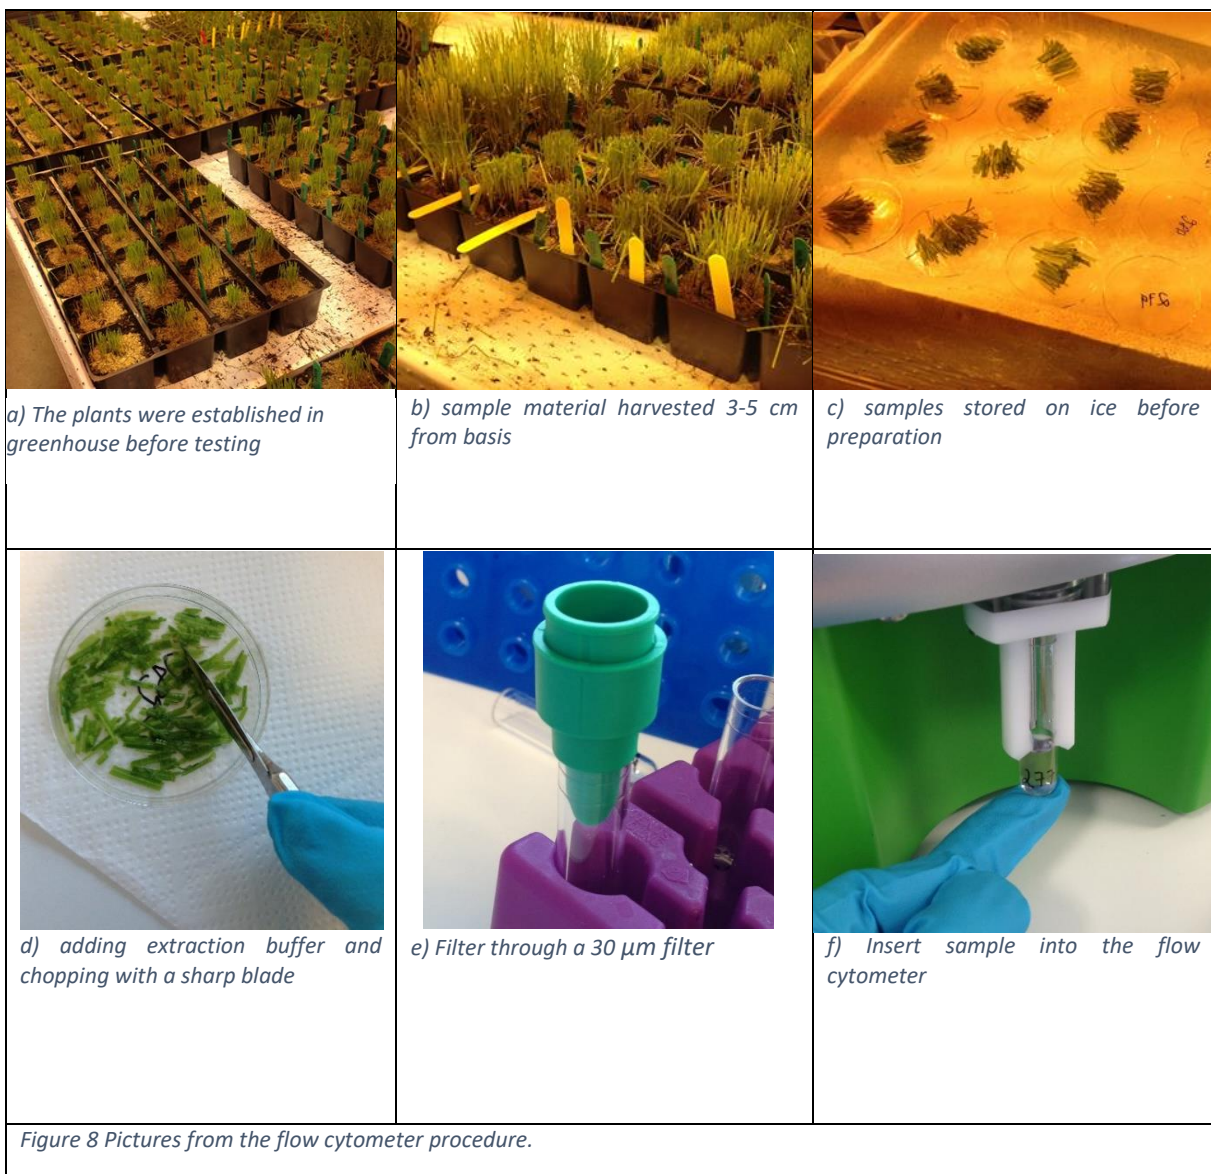 a) The plants were established in
greenhouse before testing
b) sample material harvested 3-5 cm
from basis
c) samples stored on ice before
preparation
d) adding extraction buffer and
chopping with a sharp blade
277
e) Filter through a 30 µm filter
f) Insert sample into the flow
cytometer
Figure 8 Pictures from the flow cytometer procedure.